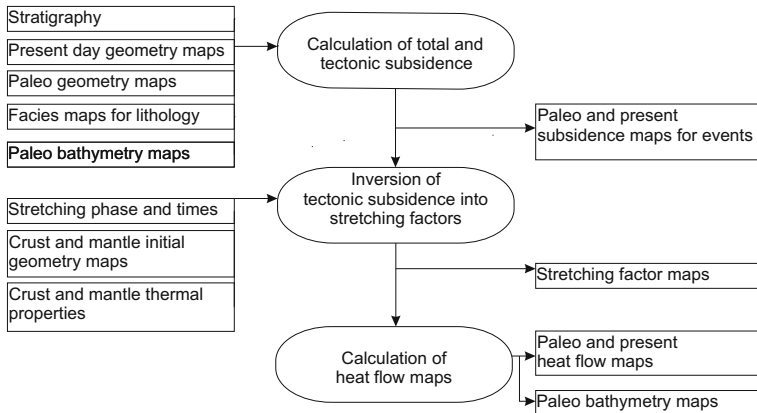 Stratigraphy
Present day geometry maps
Paleo geometry maps
Facies maps for lithology
Paleo bathymetry maps
Calculation of total and
tectonic subsidence
Paleo and present
subsidence maps for events
Inversion of
tectonic subsidence into
stretching factors
Stretching phase and times
Crust and mantle initial
geometry maps
Crust and mantle thermal
properties
Stretching factor maps
Calculation of
heat flow maps
Paleo and present
heat flow maps
Paleo bathymetry maps